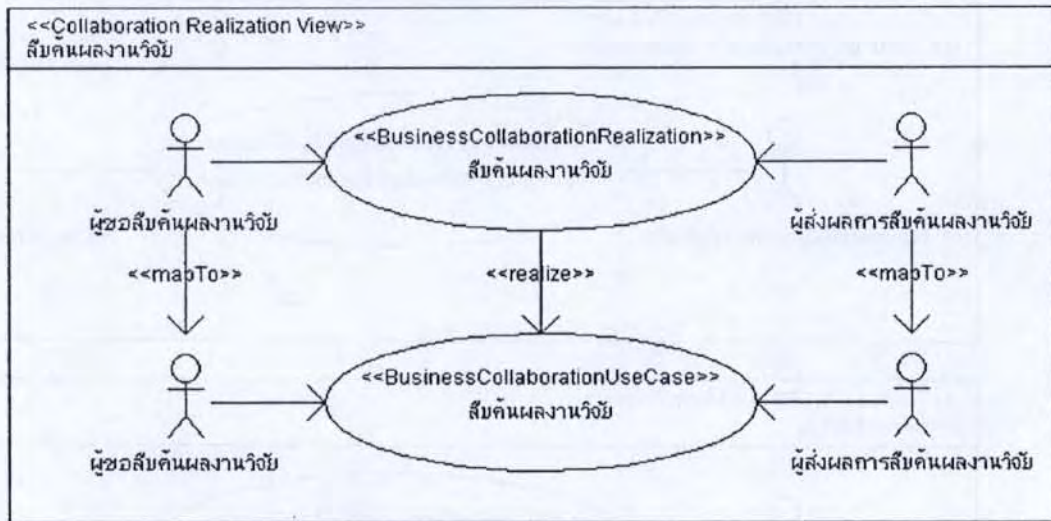 <<Collaboration Realization View>>
สืบค้นผลงานวิจัย
<<BusinessCollaborationRealization>>
สืบค้นผลงานวิจัย
ผู้ขอสืบค้นผลงานวิจัย
ผู้ส่งผลการสืบค้นผลงานวิจัย
<<mapTo>>
<<realize>>
<<mapTo>>
<<BusinessCollaborationUseCase>>
สืบค้นผลงานวิจัย
ผู้ขอสืบค้นผลงานวิจัย
ผู้ส่งผลการสืบค้นผลงานวิจัย